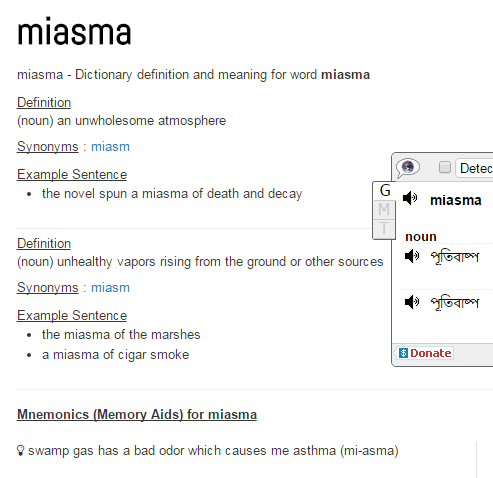 miasma
miasma - Dictionary definition and meaning for word miasma
Definition
(noun) an unwholesome atmosphere
Synonyms : miasm
Example Sentence
the novel spun a miasma of death and decay
Definition
(noun) unhealthy vapors rising from the ground or other sources
Synonyms : miasm
Example Sentence
the miasma of the marshes
a miasma of cigar smoke
Mnemonics (Memory Aids) for miasma
swamp gas has a bad odor which causes me asthma (mi-asma)
Detec
G
M
T
miasma
noun
পূতিবাষ্প
পূতিবাষ্প
$ Donate